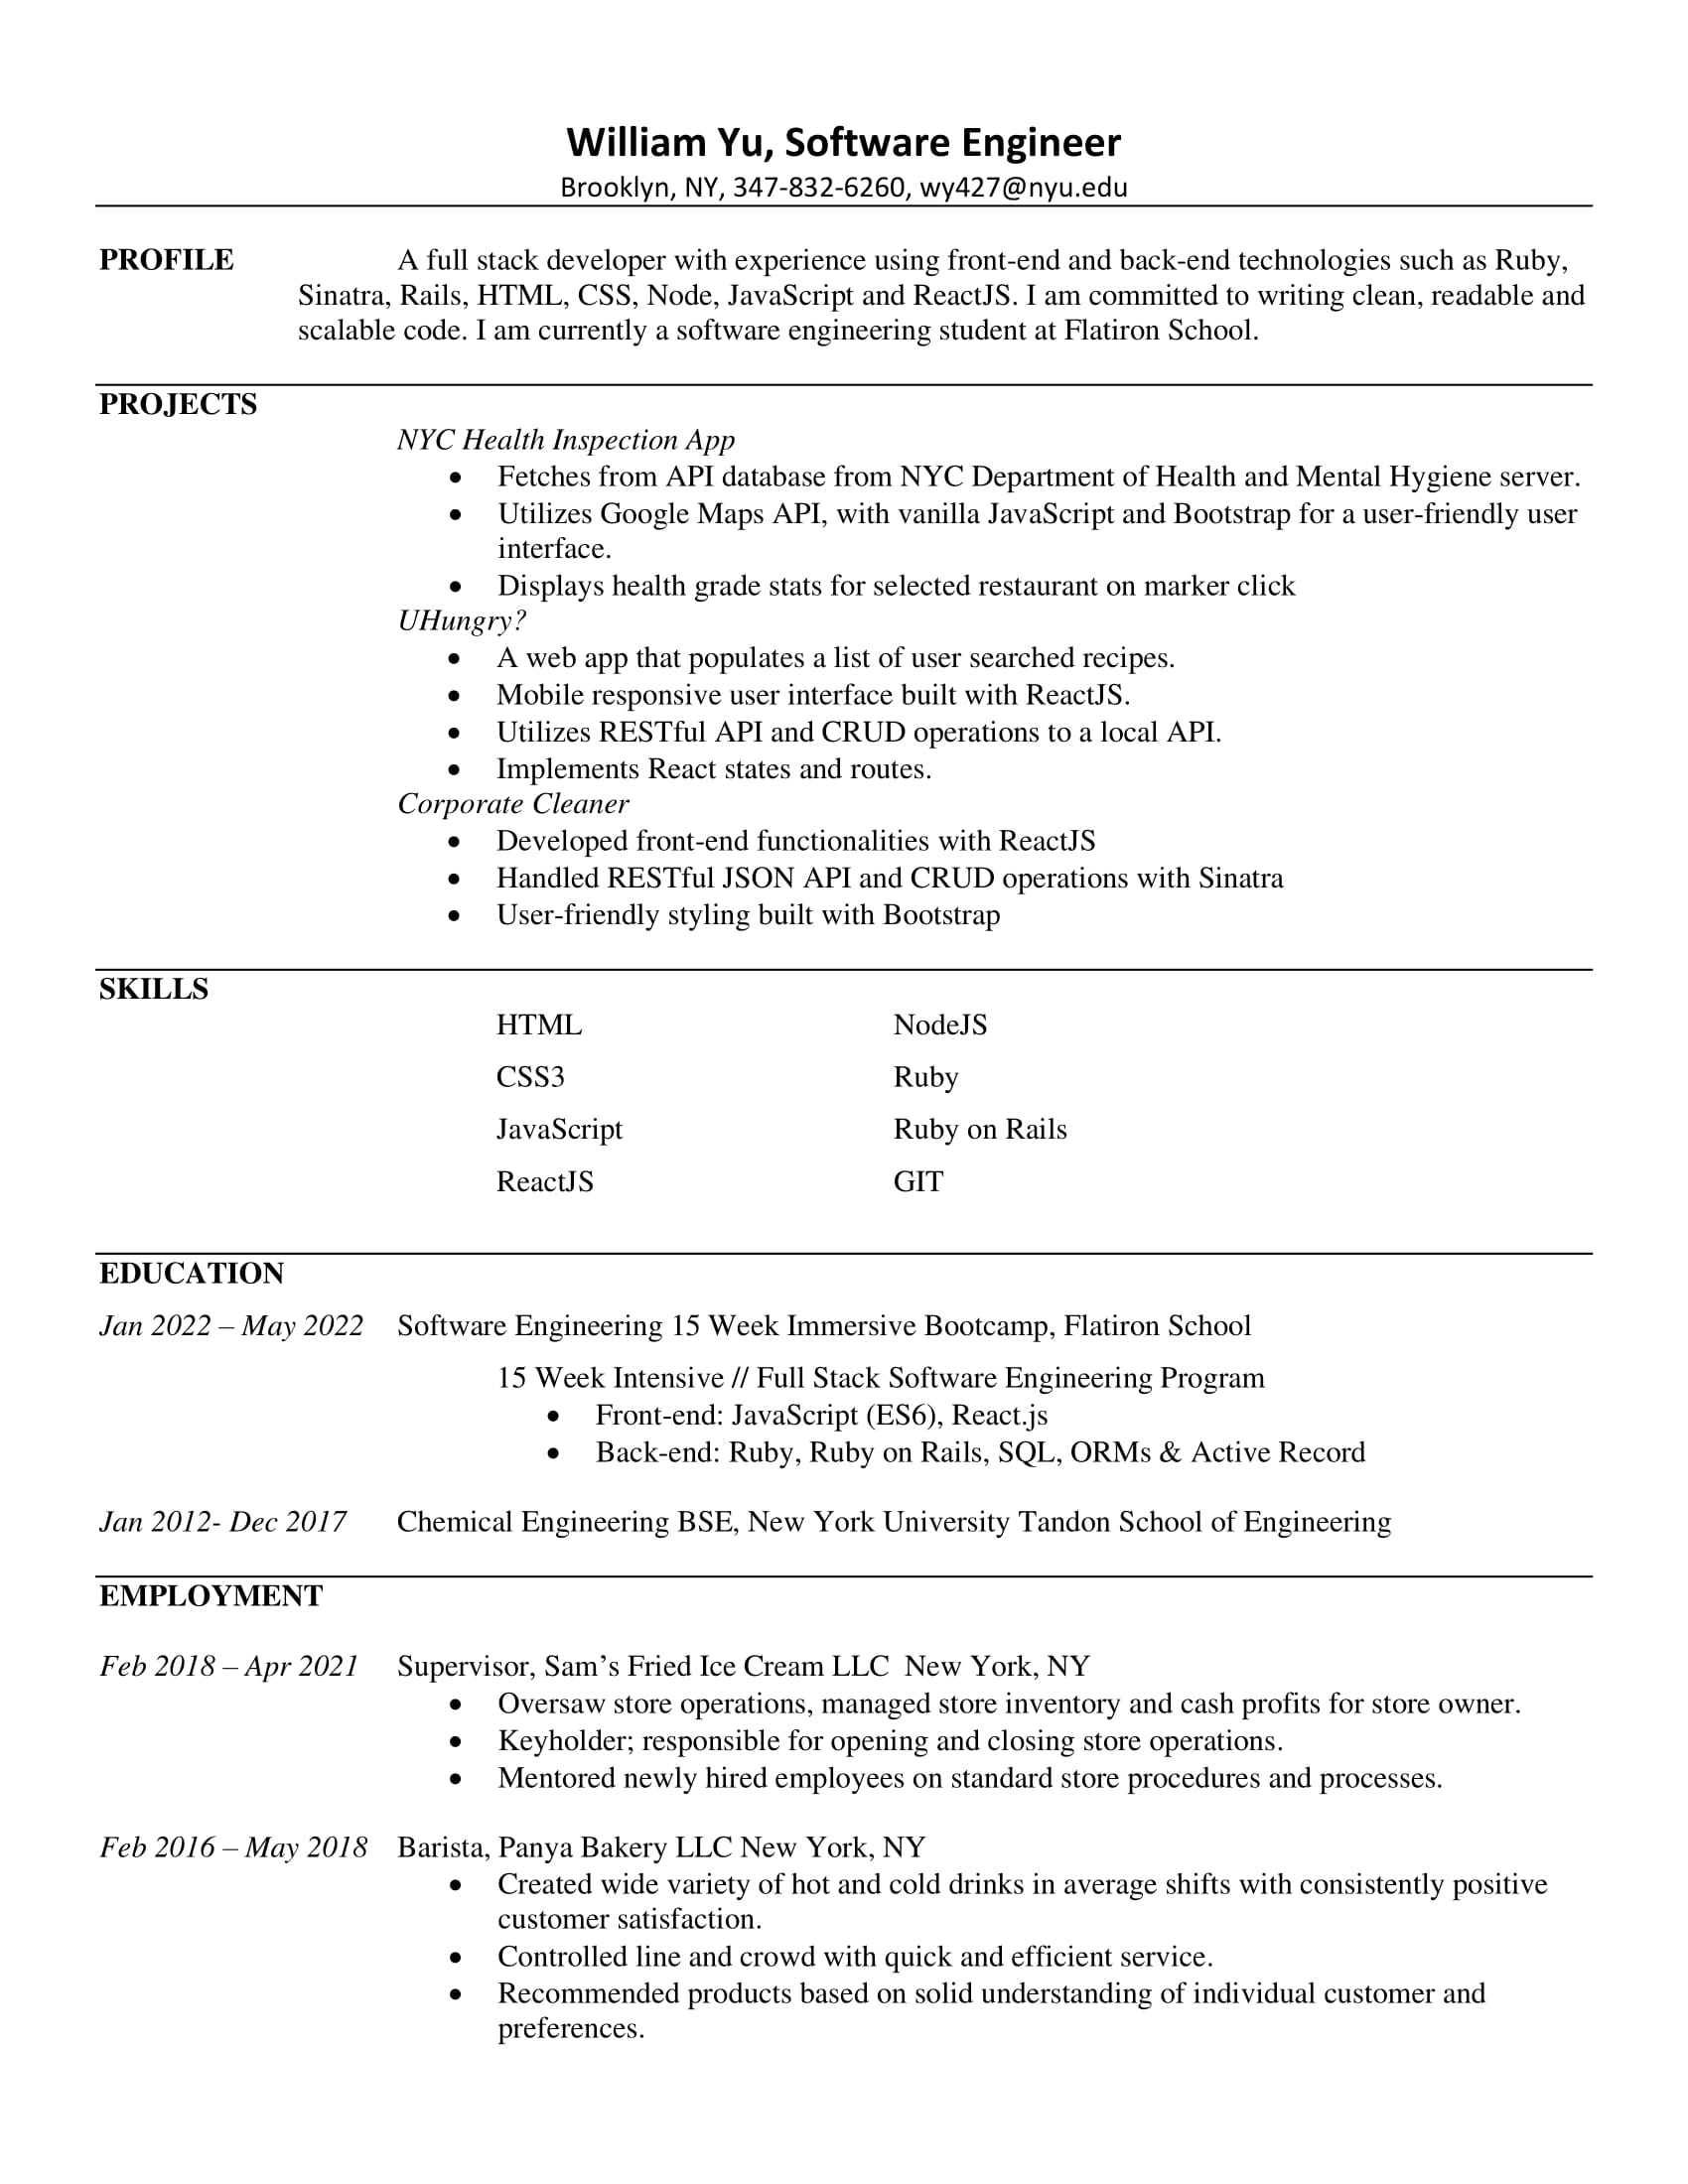 William Yu, Software Engineer
Brooklyn, NY, 347-832-6260, wy427@nyu.edu
PROFILE A full stack developer with experience using front-end and back-end technologies such as Ruby,
Sinatra, Rails, HTML, CSS, Node, JavaScript and ReactJS. I am committed to writing clean, readable and
scalable code. I am currently a software engineering student at Flatiron School.
PROJECTS
NYC Health Inspection App
• Fetches from API database from NYC Department of Health and Mental Hygiene server.
• Utilizes Google Maps API, with vanilla JavaScript and Bootstrap for a user-friendly user
interface.
• Displays health grade stats for selected restaurant on marker click
UHungry?
• A web app that populates a list of user searched recipes.
• Mobile responsive user interface built with ReactJS.
• Utilizes RESTful API and CRUD operations to a local API.
• Implements React states and routes.
Corporate Cleaner
• Developed front-end functionalities with ReactJS
• Handled RESTful JSON API and CRUD operations with Sinatra
• User-friendly styling built with Bootstrap
SKILLS
HTML NodeJS
CSS3 Ruby
JavaScript Ruby on Rails
ReactJS GIT
EDUCATION
Jan 2022 – May 2022 Software Engineering 15 Week Immersive Bootcamp, Flatiron School
15 Week Intensive // Full Stack Software Engineering Program
• Front-end: JavaScript (ES6), React.js
• Back-end: Ruby, Ruby on Rails, SQL, ORMs & Active Record
Jan 2012- Dec 2017 Chemical Engineering BSE, New York University Tandon School of Engineering
EMPLOYMENT
Feb 2018 – Apr 2021 Supervisor, Sam’s Fried Ice Cream LLC New York, NY
• Oversaw store operations, managed store inventory and cash profits for store owner.
• Keyholder; responsible for opening and closing store operations.
• Mentored newly hired employees on standard store procedures and processes.
Feb 2016 – May 2018 Barista, Panya Bakery LLC New York, NY
• Created wide variety of hot and cold drinks in average shifts with consistently positive
customer satisfaction.
• Controlled line and crowd with quick and efficient service.
• Recommended products based on solid understanding of individual customer and
preferences.